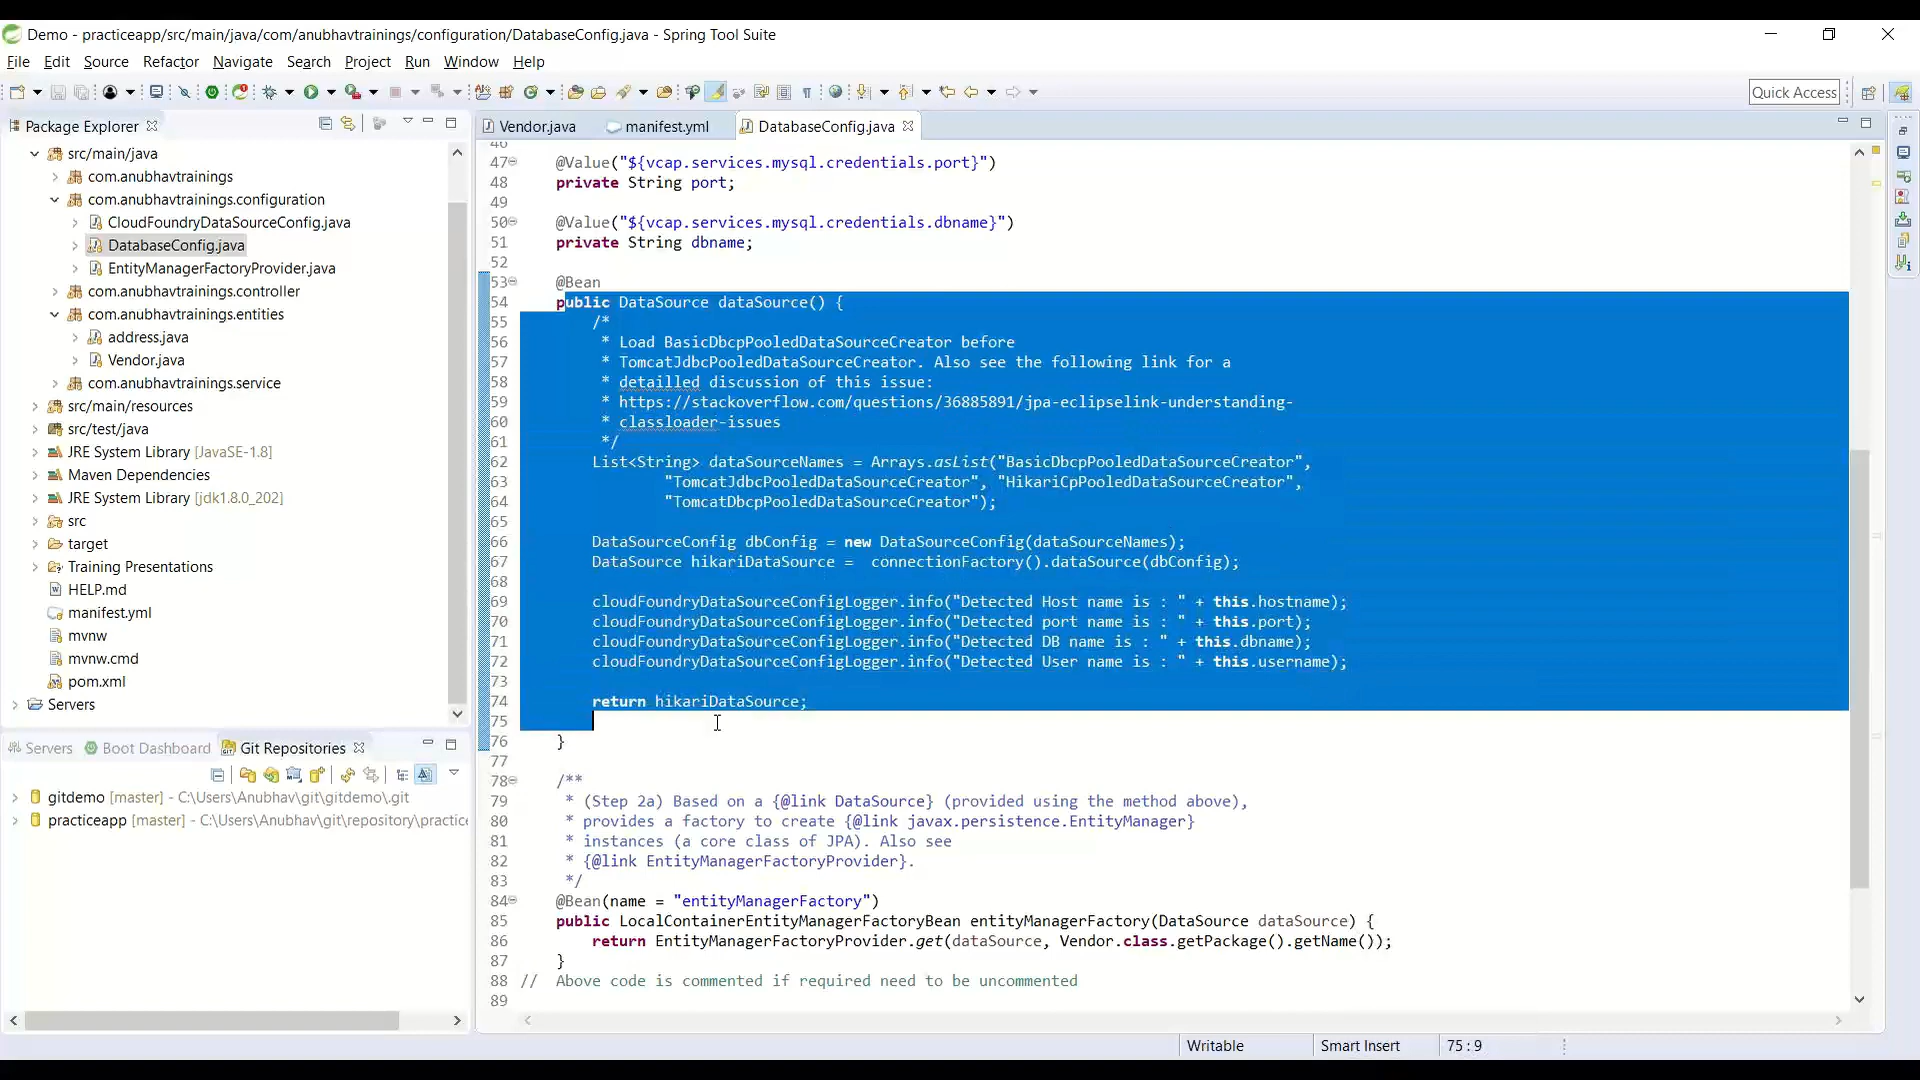 Demo - practiceapp/src/main/java/com/anubhavtrainings/configuration/DatabaseConfig.java - Spring Tool Suite
File Edit Source Refactor Navigate Search Project Run Window Help
Quick Access
Package Explorer
src/main/java
com.anubhavtrainings
com.anubhavtrainings.configuration
CloudFoundryDataSourceConfig.java
DatabaseConfig.java
EntityManagerFactoryProvider.java
com.anubhavtrainings.controller
com.anubhavtrainings.entities
address.java
Vendor.java
com.anubhavtrainings.service
src/main/resources
src/test/java
JRE System Library [JavaSE-1.8]
Maven Dependencies
JRE System Library [jdk1.8.0_202]
src
target
Training Presentations
HELP.md
manifest.yml
mvnw
mvnw.cmd
pom.xml
Servers
Servers Boot Dashboard Git Repositories
gitdemo [master] - C:\Users\Anubhav\git\gitdemo\.git
practiceapp [master] - C:\Users\Anubhav\git\repository\practice
Vendor.java manifest.yml DatabaseConfig.java
46
47 @Value("${vcap.services.mysql.credentials.port}")
48 private String port;
49
50 @Value("${vcap.services.mysql.credentials.dbname}")
51 private String dbname;
52
53 @Bean
54 public DataSource dataSource() {
55 /*
56 * Load BasicDbcpPooledDataSourceCreator before
57 * TomcatJdbcPooledDataSourceCreator. Also see the following link for a
58 * detailled discussion of this issue:
59 * https://stackoverflow.com/questions/36885891/jpa-eclipselink-understanding-
60 * classloader-issues
61 */
62 List<String> dataSourceNames = Arrays.asList("BasicDbcpPooledDataSourceCreator",
63 "TomcatJdbcPooledDataSourceCreator", "HikariCpPooledDataSourceCreator",
64 "TomcatDbcpPooledDataSourceCreator");
65
66 DataSourceConfig dbConfig = new DataSourceConfig(dataSourceNames);
67 DataSource hikariDataSource = connectionFactory().dataSource(dbConfig);
68
69 cloudFoundryDataSourceConfigLogger.info("Detected Host name is : " + this.hostname);
70 cloudFoundryDataSourceConfigLogger.info("Detected port name is : " + this.port);
71 cloudFoundryDataSourceConfigLogger.info("Detected DB name is : " + this.dbname);
72 cloudFoundryDataSourceConfigLogger.info("Detected User name is : " + this.username);
73
74 return hikariDataSource;
75
76 }
77
78 /**
79 * (Step 2a) Based on a {@link DataSource} (provided using the method above),
80 * provides a factory to create {@link javax.persistence.EntityManager}
81 * instances (a core class of JPA). Also see
82 * {@link EntityManagerFactoryProvider}.
83 */
84 @Bean(name = "entityManagerFactory")
85 public LocalContainerEntityManagerFactoryBean entityManagerFactory(DataSource dataSource) {
86 return EntityManagerFactoryProvider.get(dataSource, Vendor.class.getPackage().getName());
87 }
88 // Above code is commented if required need to be uncommented
89
Writable Smart Insert 75 : 9